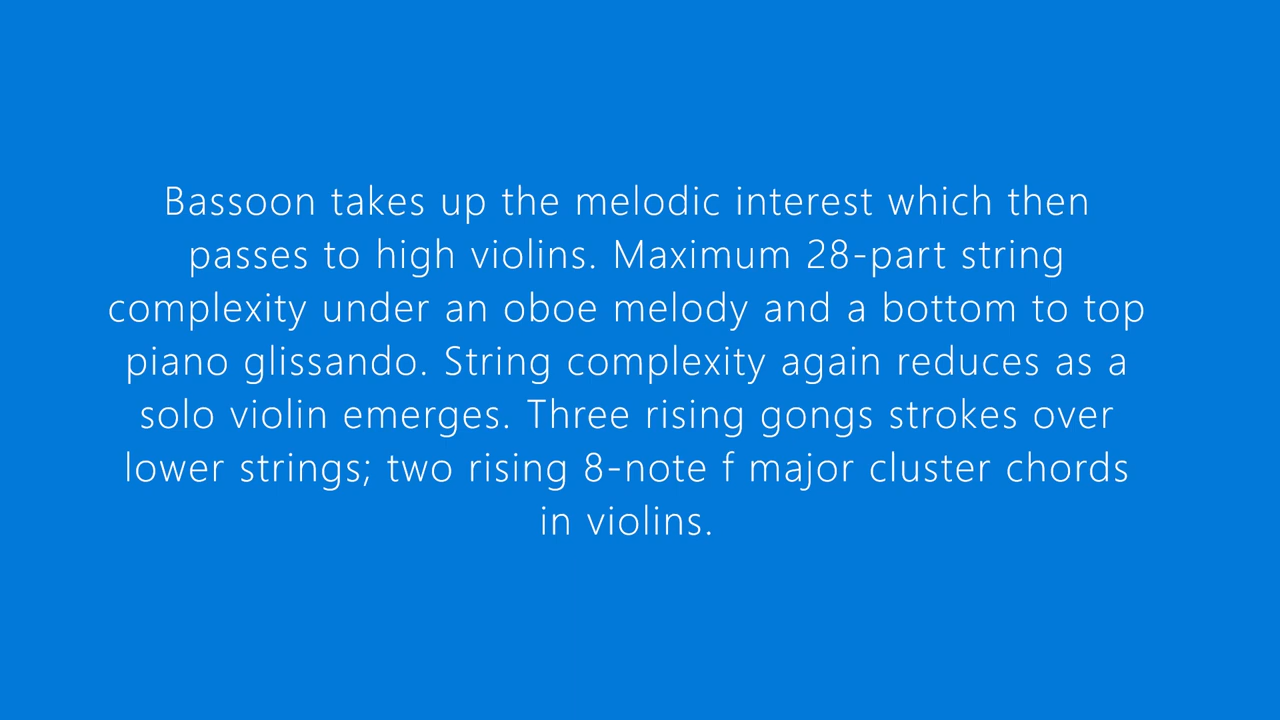 Bassoon takes up the melodic interest which then
passes to high violins. Maximum 28-part string
complexity under an oboe melody and a bottom to top
piano glissando. String complexity again reduces as a
solo violin emerges. Three rising gongs strokes over
lower strings; two rising 8-note f major cluster chords
in violins.